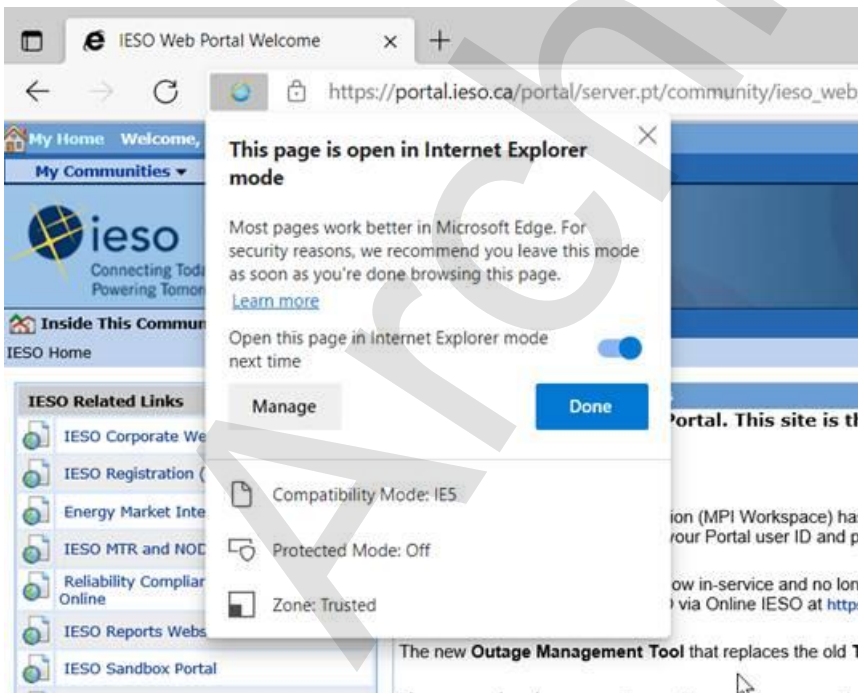 IESO Web Portal Welcome
https://portal.ieso.ca/portal/server.pt/community/ieso_web
My Home Welcome,
My Communities
ieso
Connecting Toda
Powering Tomor
Inside This Commun
IESO Home
This page is open in Internet Explorer
mode
Most pages work better in Microsoft Edge. For
security reasons, we recommend you leave this mode
as soon as you're done browsing this page.
Learn more
Open this page in Internet Explorer mode
next time
Manage
Done
Compatibility Mode: IE5
Protected Mode: Off
Zone: Trusted
IESO Related Links
IESO Corporate We
IESO Registration (
Energy Market Inte
IESO MTR and NOD
Reliability Complian
Online
IESO Reports Webs
IESO Sandbox Portal
Portal. This site is th
ion (MPI Workspace) has
your Portal user ID and p
ow in-service and no lon
via Online IESO at https
The new Outage Management Tool that replaces the old T
Archi